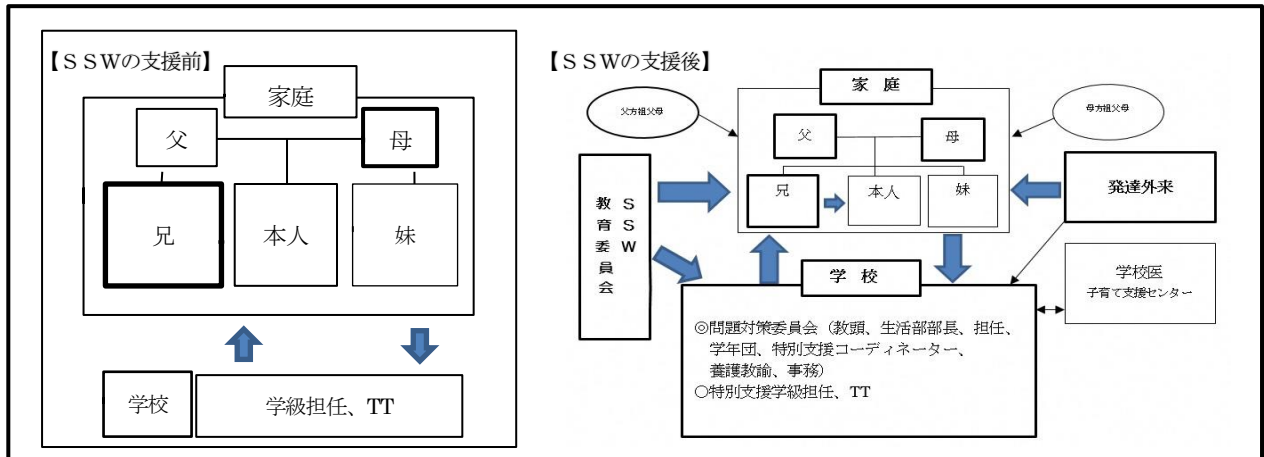 【ＳＳＷの支援前】
家庭
父
母
兄
本人
妹
学校
学級担任、TT
【ＳＳＷの支援後】
家 庭
父方祖父母
母方祖父母
父
母
兄
本人
妹
教育委員会
ＳＳＷ
発達外来
学校医
子育て支援センター
学 校
◎問題対策委員会（教頭、生活部部長、担任、
学年団、特別支援コーディネーター、
養護教諭、事務）
○特別支援学級担任、TT